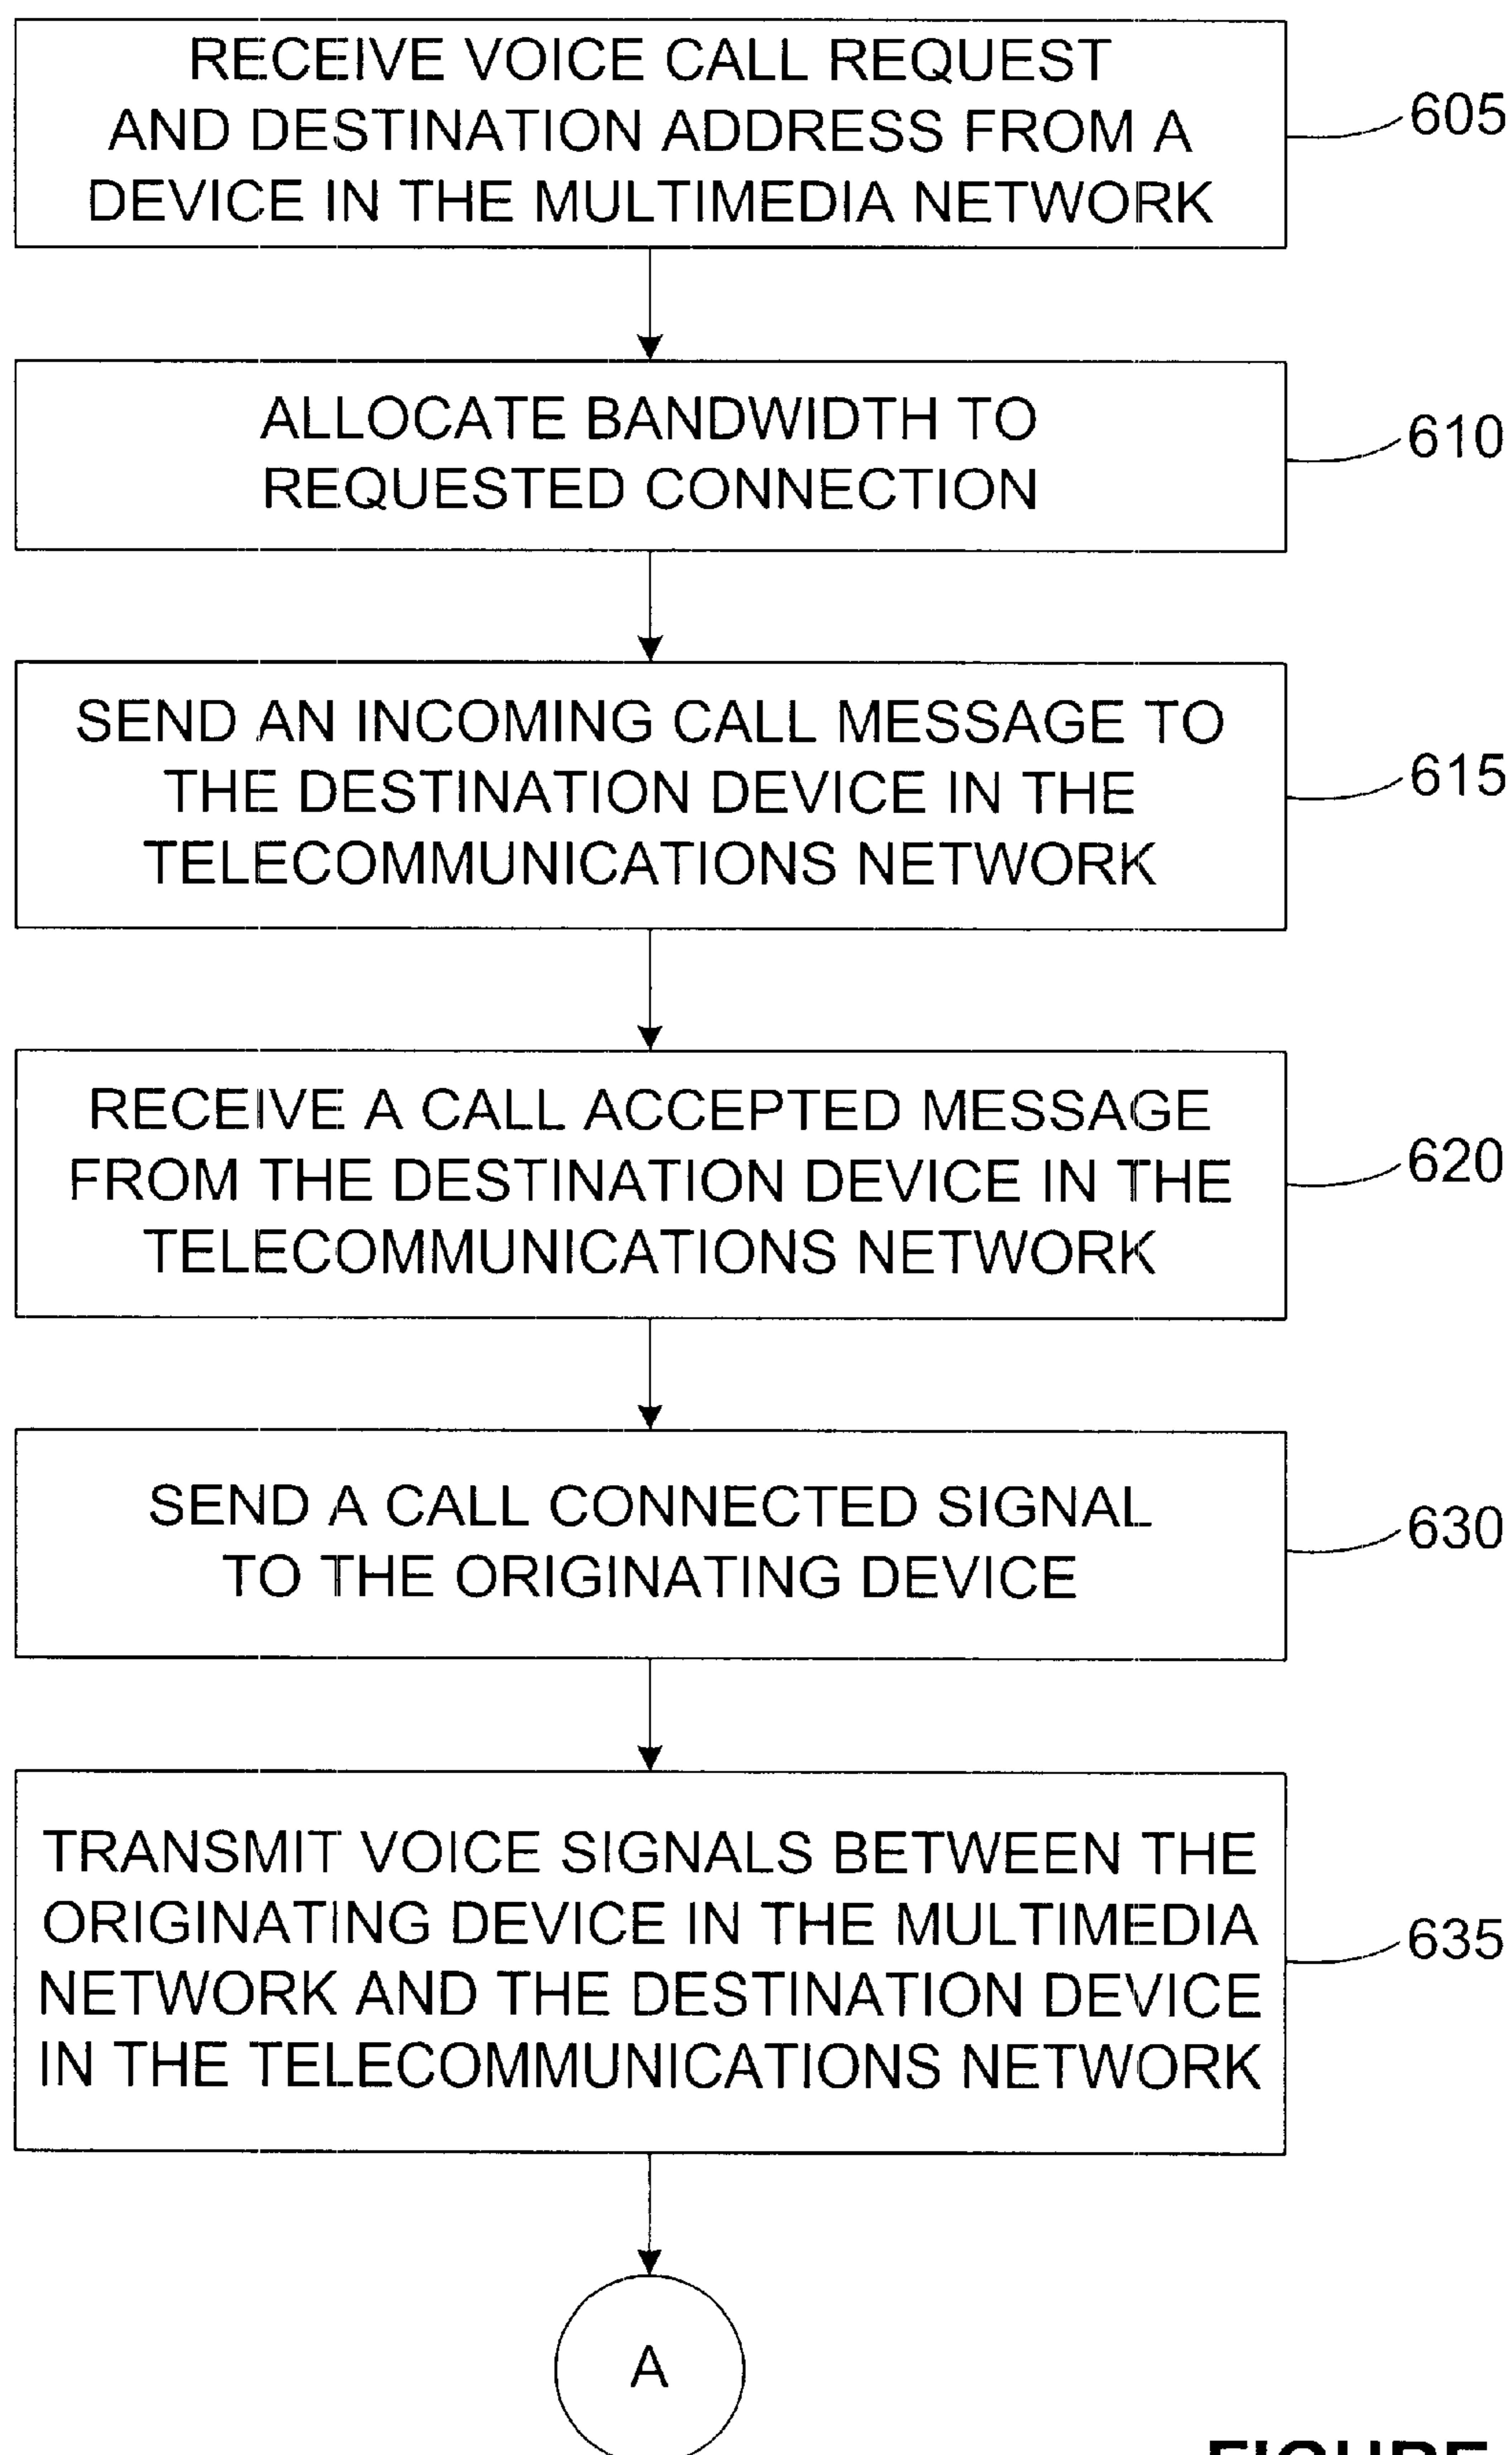 RECEIVE VOICE CALL REQUEST
AND DESTINATION ADDRESS FROM A
DEVICE IN THE MULTIMEDIA NETWORK
605
ALLOCATE BANDWIDTH TO
REQUESTED CONNECTION
610
SEND AN INCOMING CALL MESSAGE TO
THE DESTINATION DEVICE IN THE
TELECOMMUNICATIONS NETWORK
615
RECEIVE A CALL ACCEPTED MESSAGE
FROM THE DESTINATION DEVICE IN THE
TELECOMMUNICATIONS NETWORK
620
SEND A CALL CONNECTED SIGNAL
TO THE ORIGINATING DEVICE
630
TRANSMIT VOICE SIGNALS BETWEEN THE
ORIGINATING DEVICE IN THE MULTIMEDIA
NETWORK AND THE DESTINATION DEVICE
IN THE TELECOMMUNICATIONS NETWORK
635
A